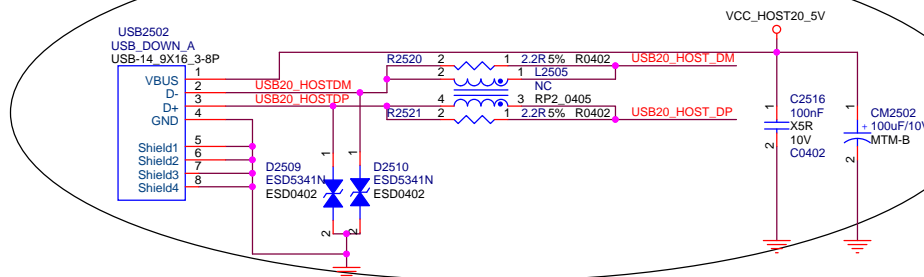 VCC_HOST20_5V
USB2502
USB_DOWN_A
USB-14_9X16_3-8P
VBUS 1
D- 2
D+ 3
GND 4
Shield1 5
Shield2 6
Shield3 7
Shield4 8
USB20_HOSTDM
USB20_HOSTDP
R2520 2 1 2.2R 5% R0402 USB20_HOST_DM
2 1 L2505
NC
4 3 RP2_0405
R2521 2 1 2.2R 5% R0402 USB20_HOST_DP
1 1
D2509 D2510
ESD5341N ESD5341N
ESD0402 ESD0402
2 2
1 C2516
100nF
X5R
10V
2 C0402
1 CM2502
+ 100uF/10V
2 MTM-B